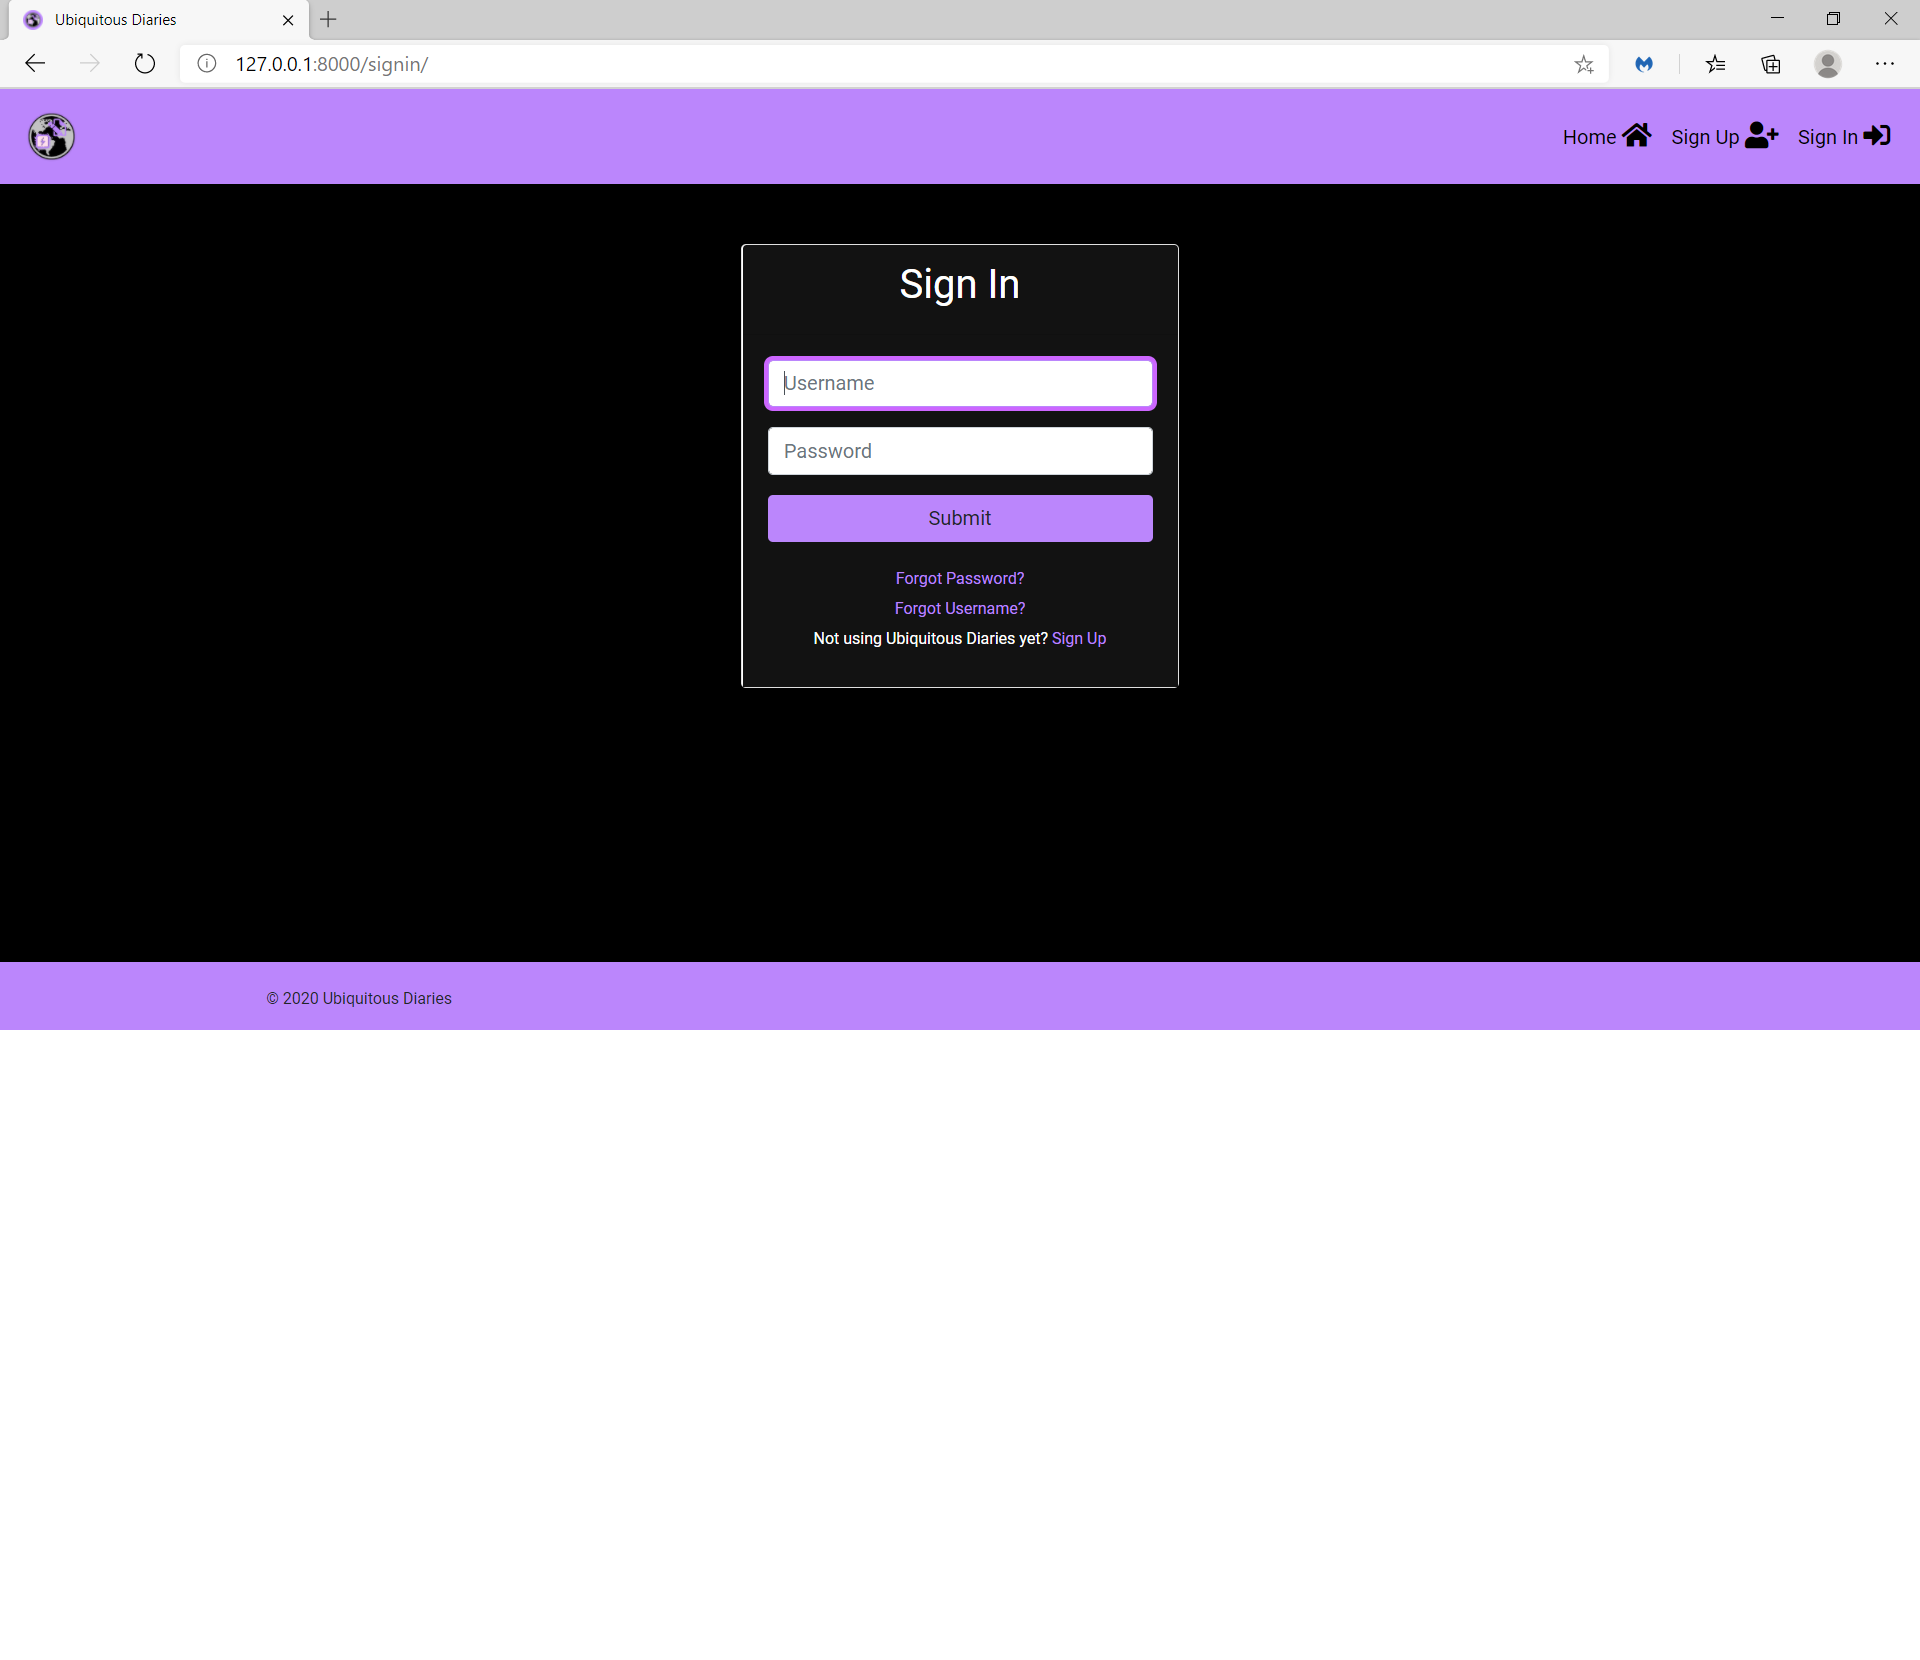 Ubiquitous Diaries
127.0.0.1:8000/signin/
Home Sign Up Sign In
Sign In
Username
Password
Submit
Forgot Password?
Forgot Username?
Not using Ubiquitous Diaries yet? Sign Up
© 2020 Ubiquitous Diaries